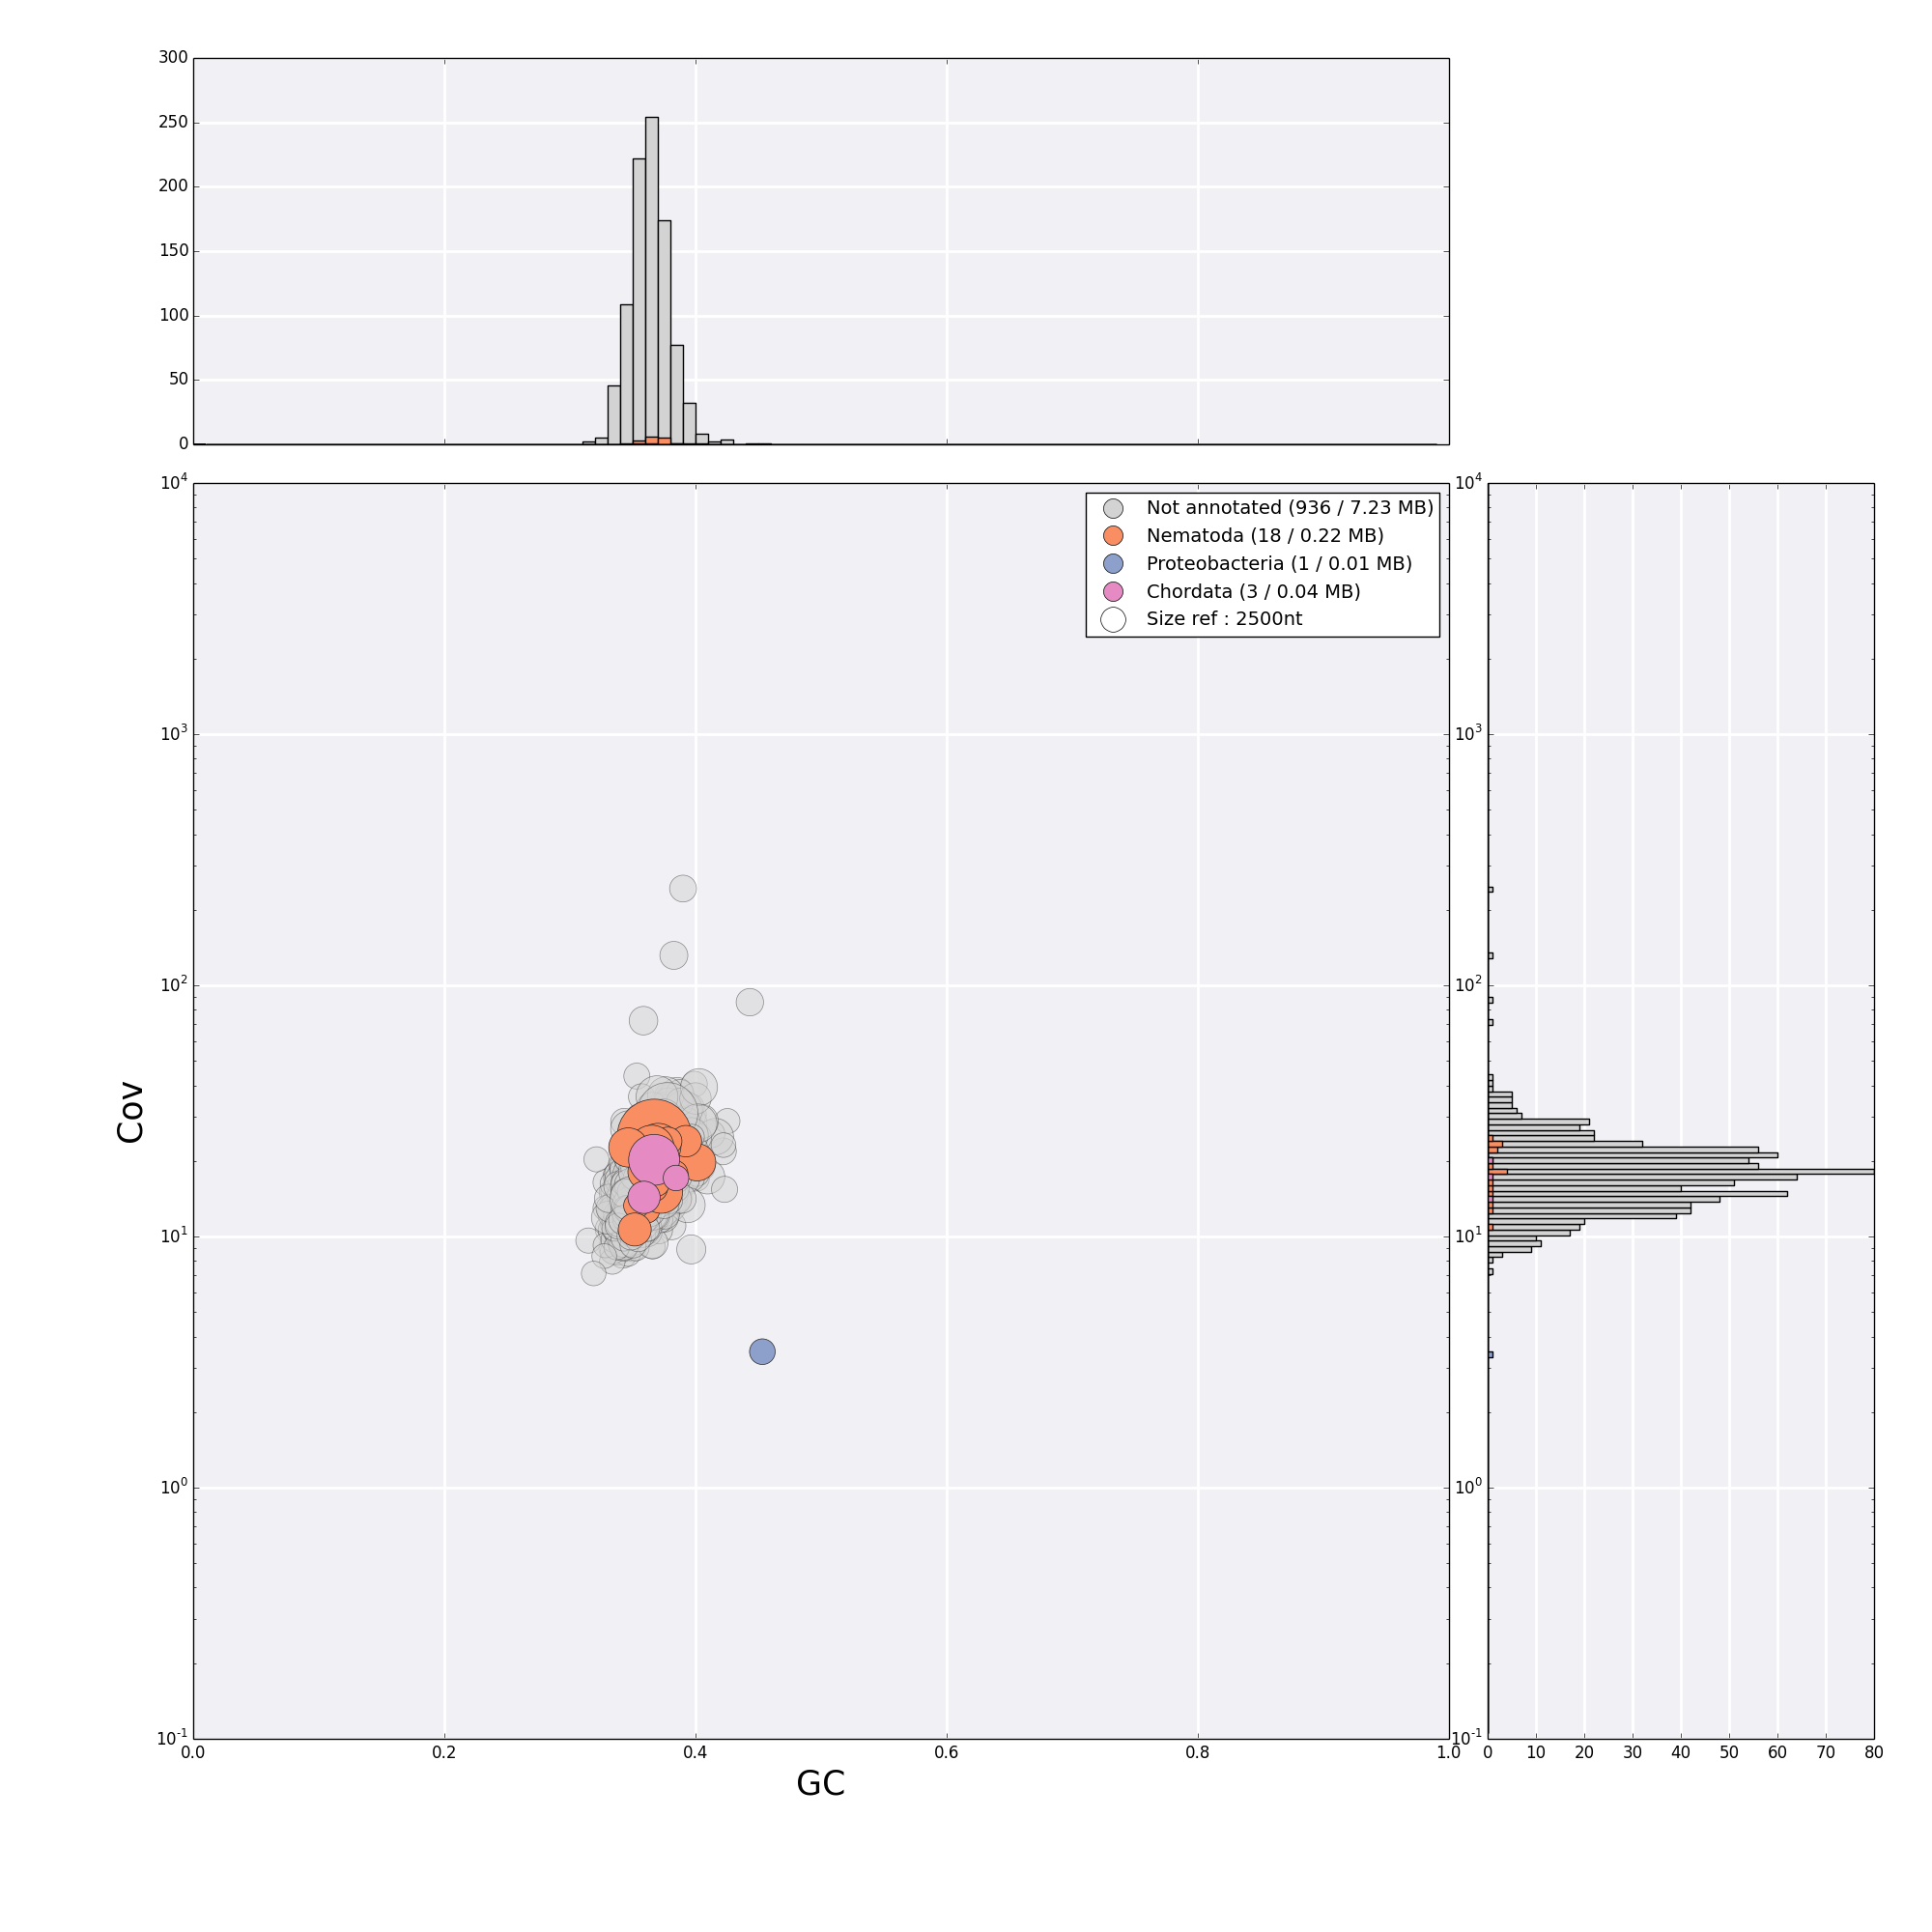 300
250
200
150
100
50
0
10^4
10^3
10^2
10^1
10^0
10^-1
Cov
Not annotated (936 / 7.23 MB)
Nematoda (18 / 0.22 MB)
Proteobacteria (1 / 0.01 MB)
Chordata (3 / 0.04 MB)
Size ref : 2500nt
0.0 0.2 0.4 0.6 0.8 1.0
GC
10^4
10^3
10^2
10^1
10^0
10^-1
0 10 20 30 40 50 60 70 80